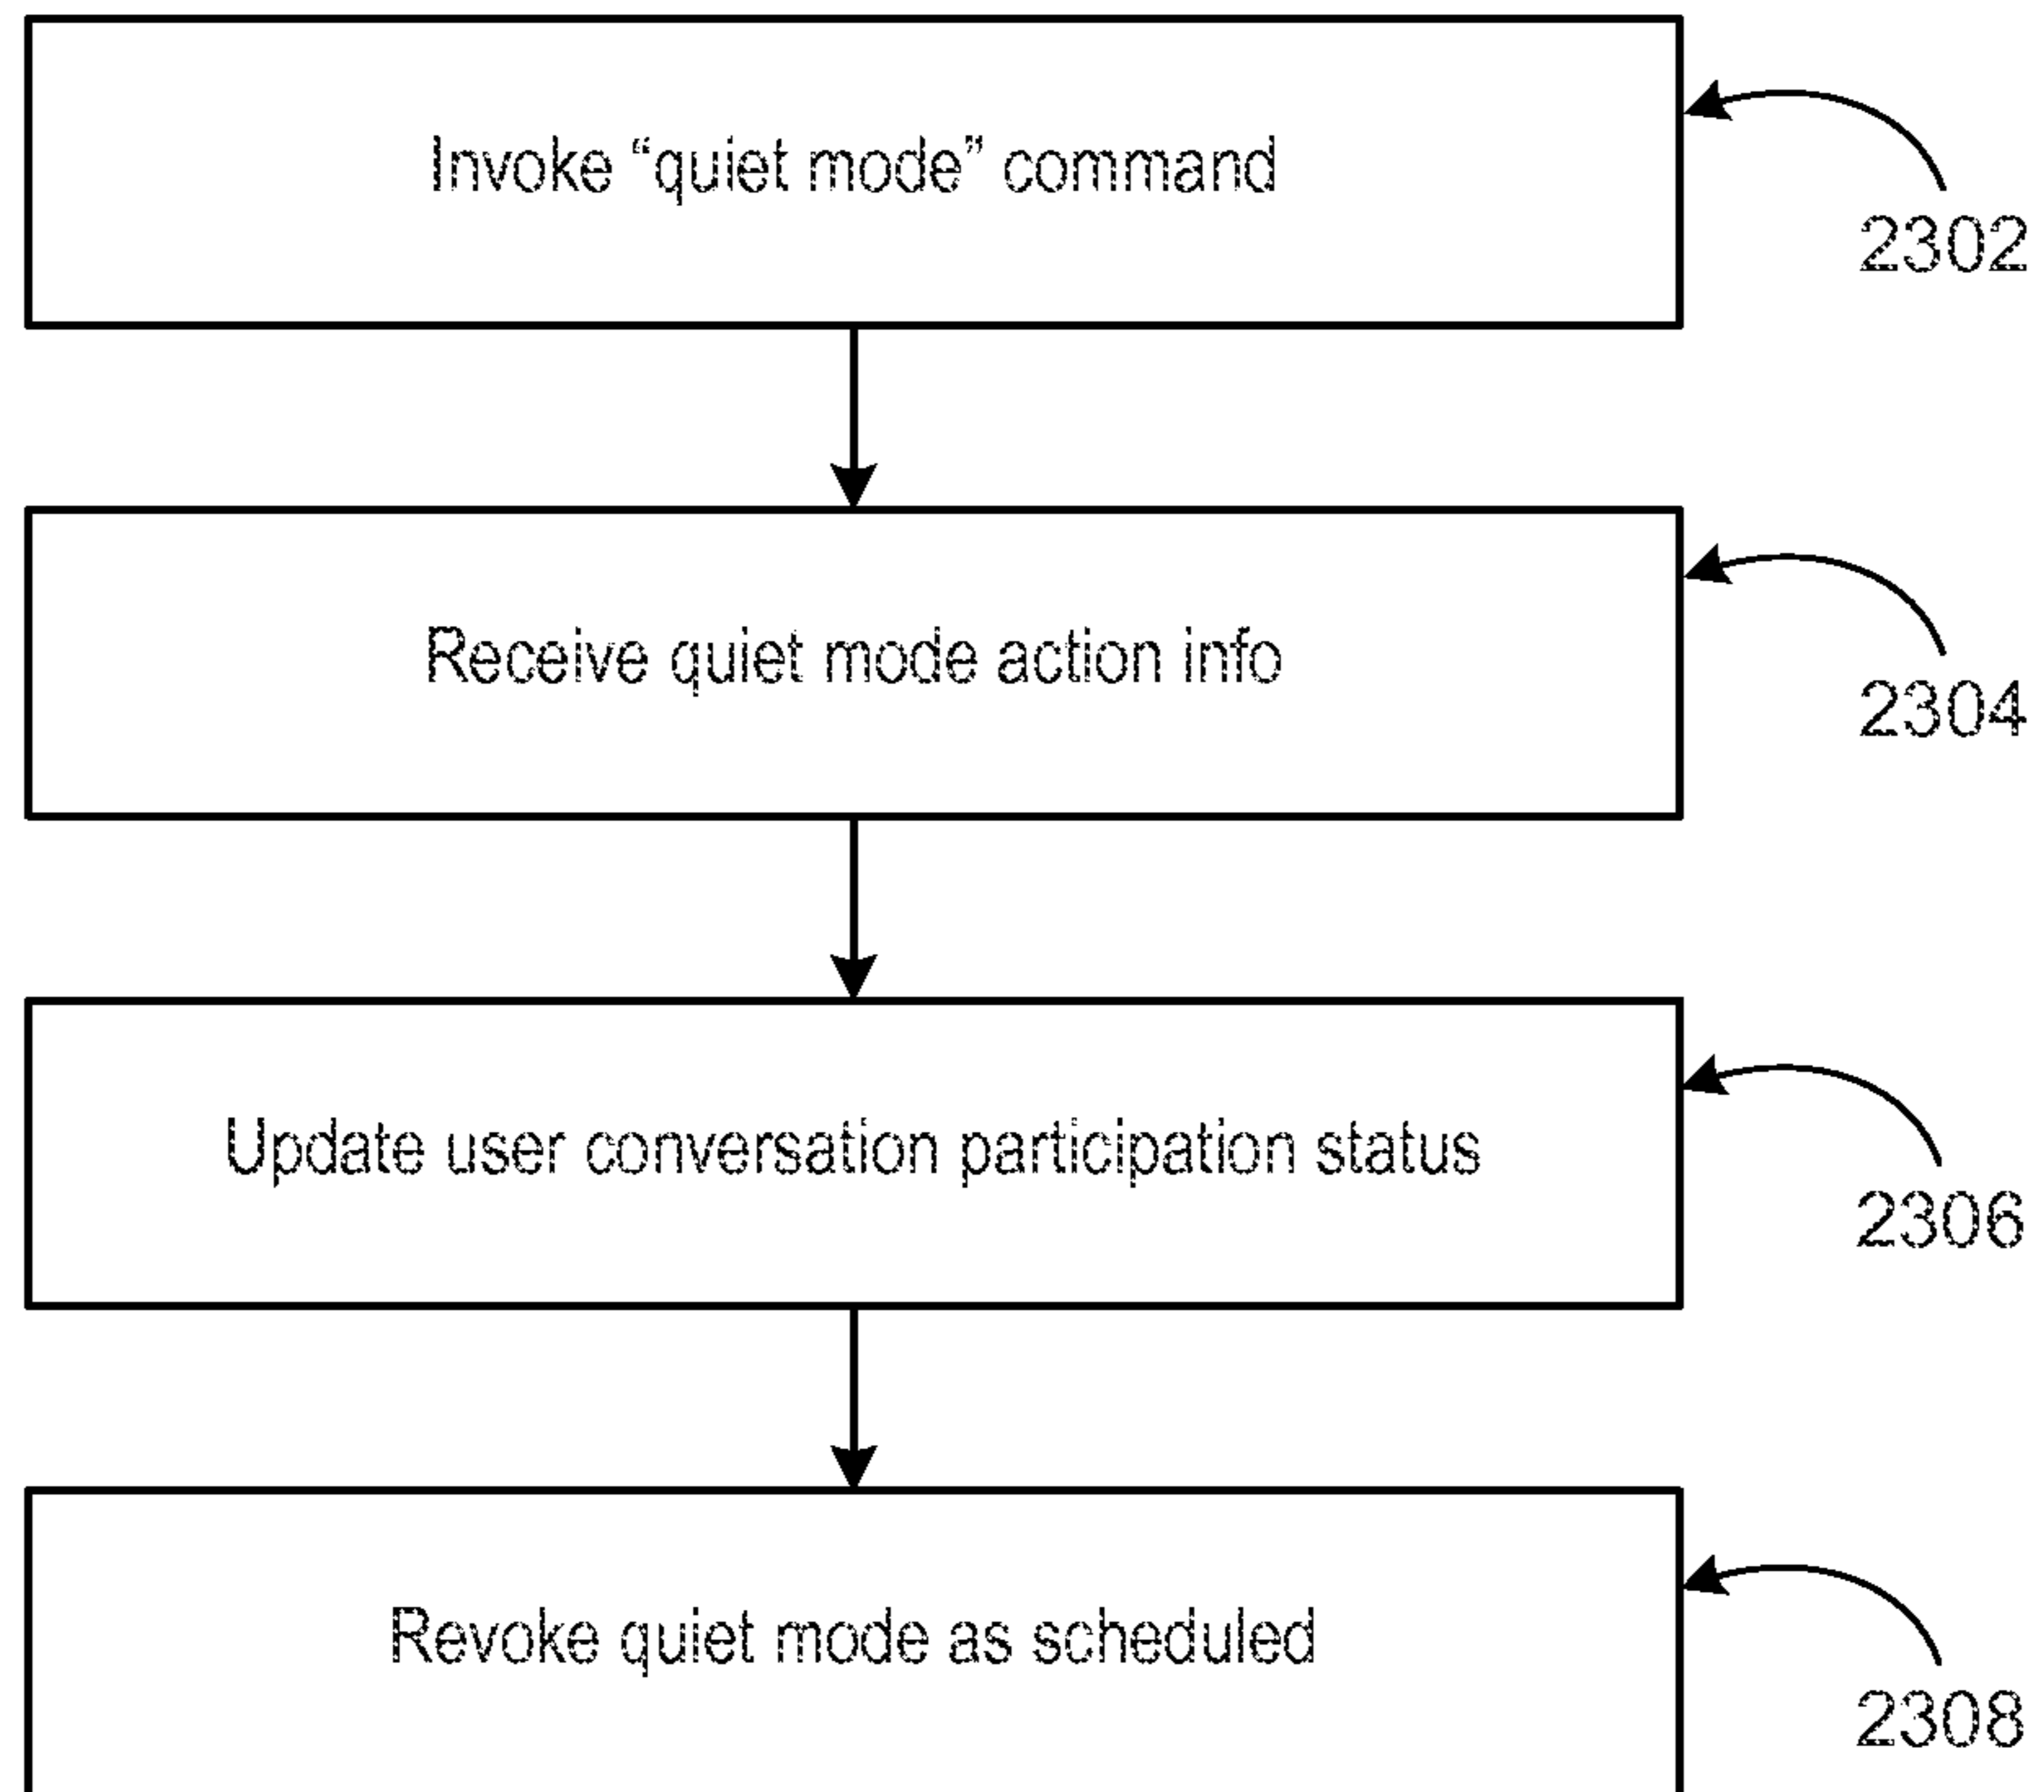 Invoke “quiet mode” command
2302
Receive quiet mode action info
2304
Update user conversation participation status
2306
Revoke quiet mode as scheduled
2308